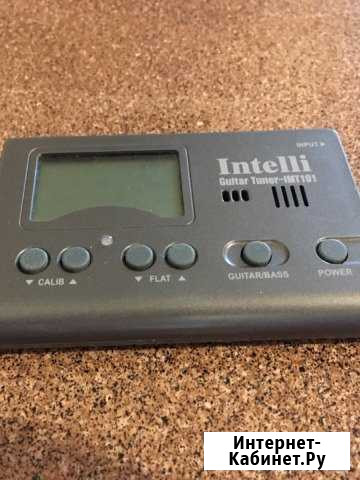 INPUT ▸
Intelli
Guitar Tuner-IMT101
▼ CALIB ▲
▼ FLAT ▲
GUITAR/BASS
POWER
Интернет-
Кабинет.Ру